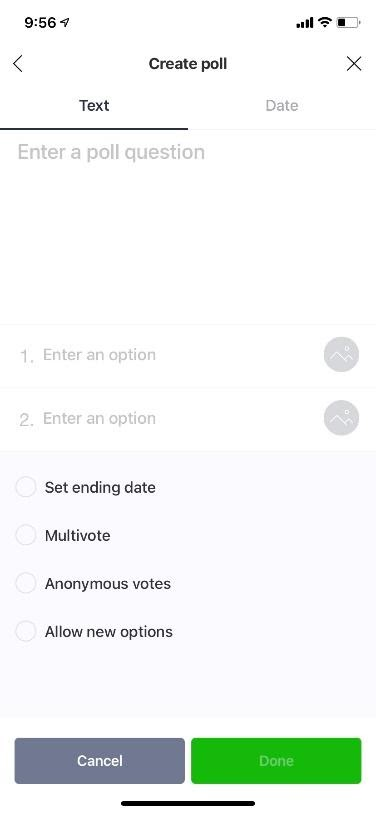 9:56
Create poll
Text Date
Enter a poll question
1. Enter an option
2. Enter an option
Set ending date
Multivote
Anonymous votes
Allow new options
Cancel Done